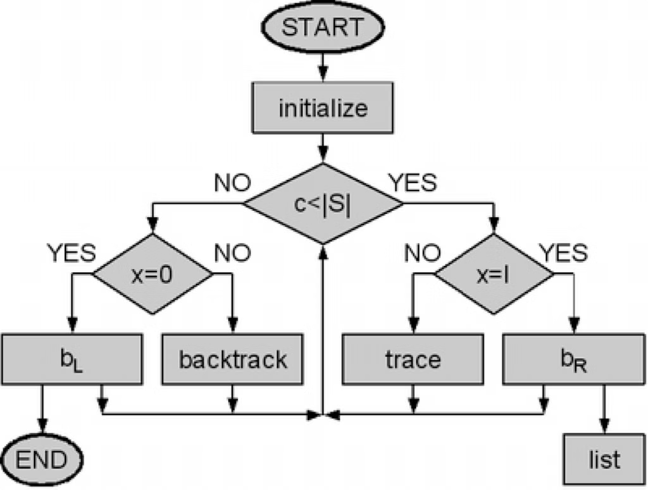 START
initialize
NO YES
c<|S|
YES NO NO YES
x=0 x=I
bL backtrack trace bR
END list